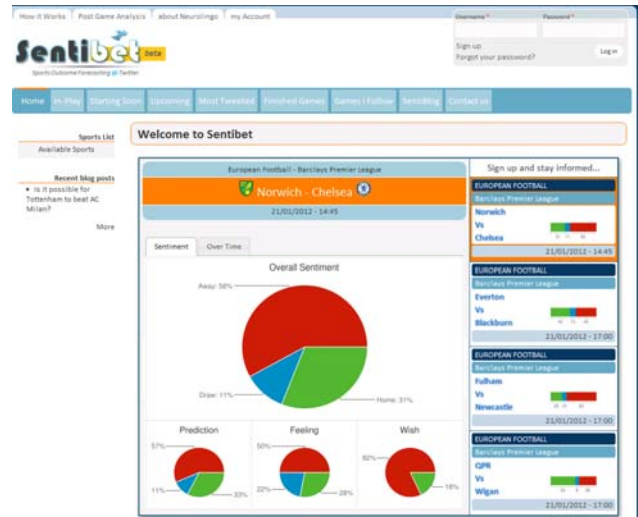 How it Works
Post Game Analysis
about Neurolingo
my Account
Username *
Password *
Sentibet beta
Sports Outcome Forecasting @ Twitter
Sign up
Forgot your password?
Log in
Home
In-Play
Starting Soon
Upcoming
Most Tweeted
Finished Games
Games I Follow
SentiBlog
Contact us
Sports List
Available Sports
Recent blog posts
Is it possible for
Tottenham to beat AC
Milan?
More
Welcome to Sentibet
European Football - Barclays Premier League
Norwich - Chelsea
21/01/2012 - 14:45
Sentiment
Over Time
Overall Sentiment
Away: 58%
Draw: 11%
Home: 31%
Prediction
57%
11%
33%
Feeling
50%
22%
28%
Wish
82%
18%
Sign up and stay informed...
EUROPEAN FOOTBALL
Barclays Premier League
Norwich
Vs
Chelsea
21/01/2012 - 14:45
EUROPEAN FOOTBALL
Barclays Premier League
Everton
Vs
Blackburn
21/01/2012 - 17:00
EUROPEAN FOOTBALL
Barclays Premier League
Fulham
Vs
Newcastle
21/01/2012 - 17:00
EUROPEAN FOOTBALL
Barclays Premier League
QPR
Vs
Wigan
21/01/2012 - 17:00